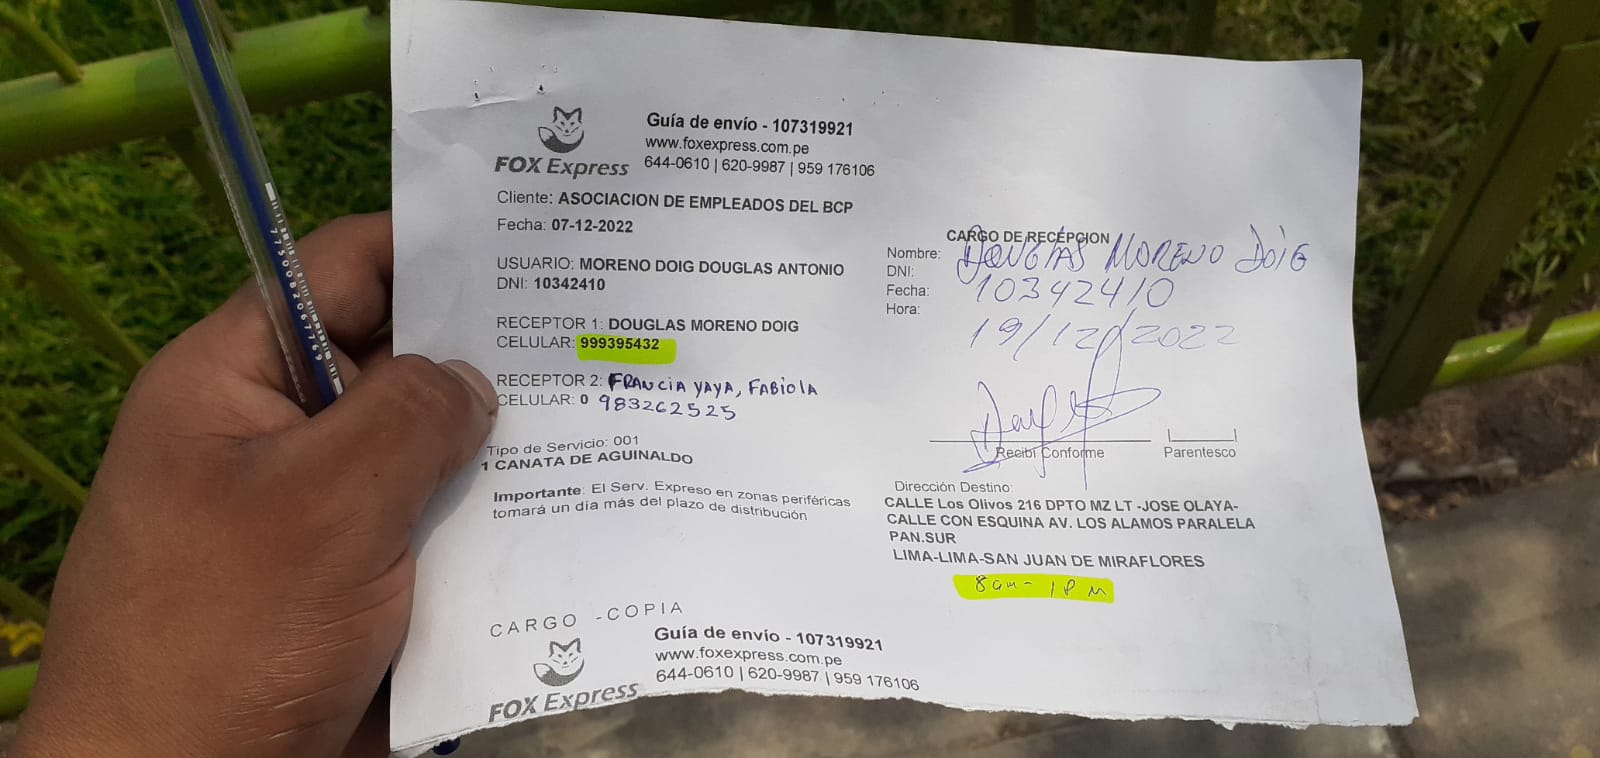 FOX Express
Guía de envío - 107319921
www.foxexpress.com.pe
644-0610 | 620-9987 | 959 176106
Cliente: ASOCIACION DE EMPLEADOS DEL BCP
Fecha: 07-12-2022
USUARIO: MORENO DOIG DOUGLAS ANTONIO
DNI: 10342410
RECEPTOR 1: DOUGLAS MORENO DOIG
CELULAR: 999395432
RECEPTOR 2: FRANCIA YAYA, FABIOLA
CELULAR: 0 983262525
Tipo de Servicio: 001
1 CANATA DE AGUINALDO
Importante: El Serv. Expreso en zonas periféricas
tomará un día más del plazo de distribución
CARGO DE RECEPCION
Nombre: DOUGLAS MORENO DOIG
DNI: 10342410
Fecha: 19/12/2022
Hora:
Recibi Conforme
Parentesco
Dirección Destino:
CALLE Los Olivos 216 DPTO MZ LT -JOSE OLAYA-
CALLE CON ESQUINA AV. LOS ALAMOS PARALELA
PAN.SUR
LIMA-LIMA-SAN JUAN DE MIRAFLORES
8am - 1PM
CARGO -COPIA
FOX Express
Guía de envío - 107319921
www.foxexpress.com.pe
644-0610 | 620-9987 | 959 176106
7750082067769